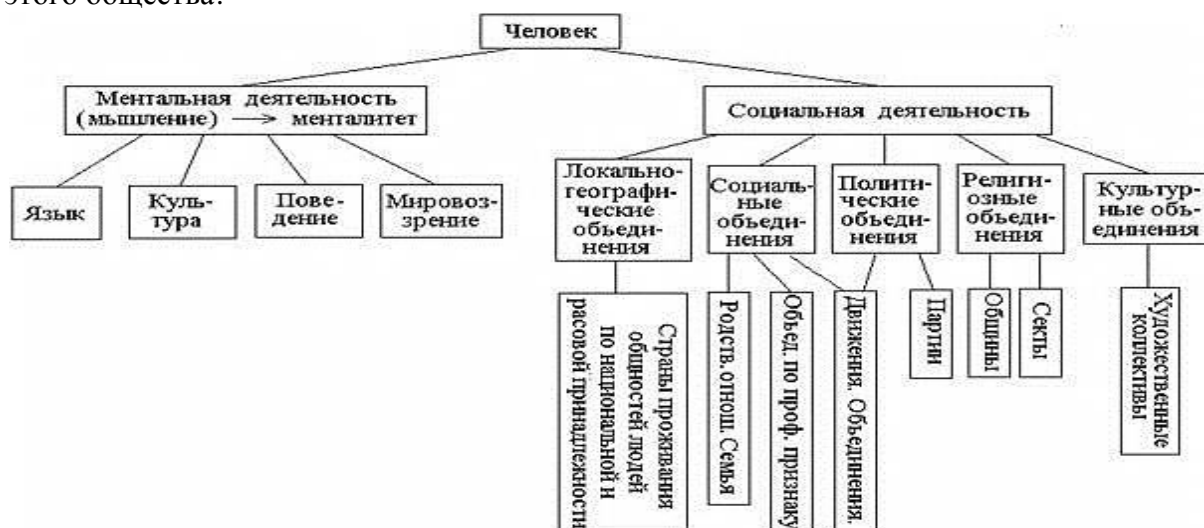 этого общества.
Человек
Ментальная деятельность
(мышление) → менталитет
Социальная деятельность
Язык
Куль-
тура
Пове-
дение
Мировоз-
зрение
Локально-
географи-
ческие
объеди-
нения
Социаль-
ные
объеди-
нения
Полити-
ческие
объеди-
нения
Религи-
озные
объеди-
нения
Культур-
ные объ-
единения
Страны проживания
общностей людей
по национальной и
расовой принадлежности
Родств. отнош. Семья
Объед. по проф. признаку
Движения. Объединения.
Партии
Общины
Секты
Художественные
коллективы